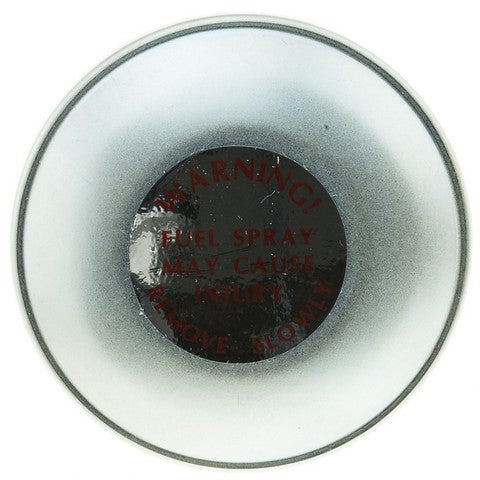 WARNING!
FUEL SPRAY
MAY CAUSE
INJURY
REMOVE SLOWLY